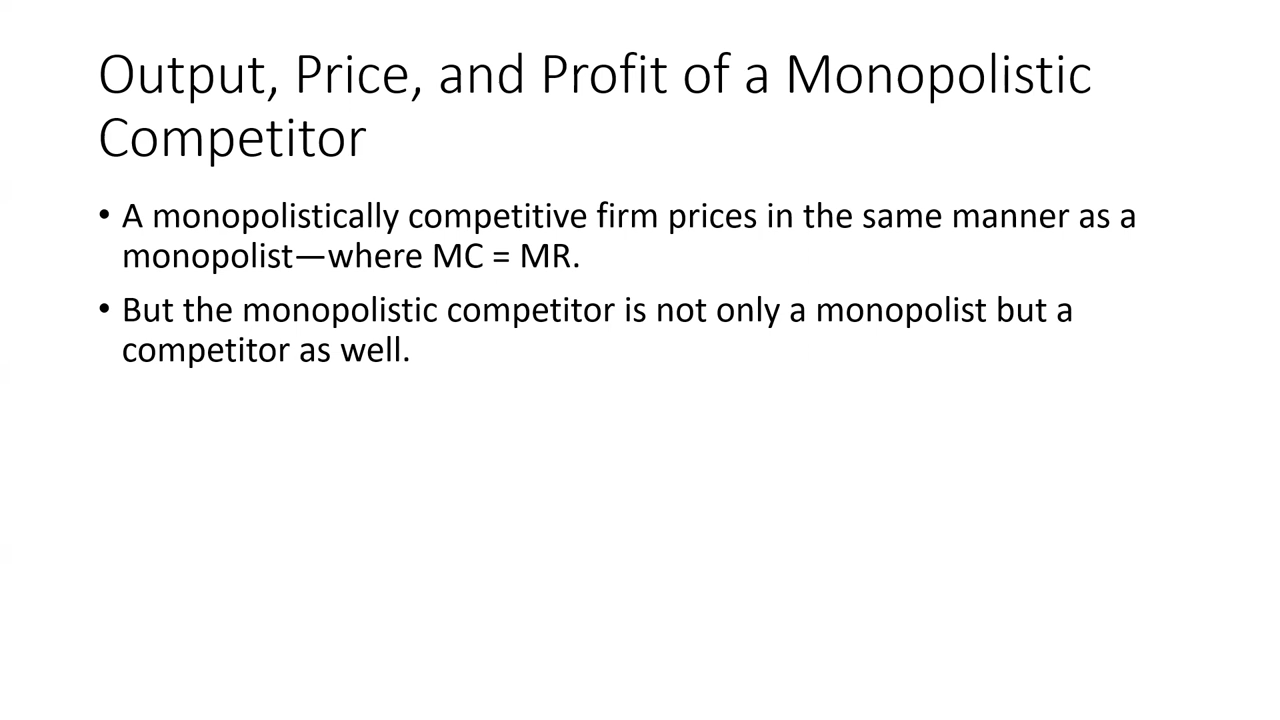 Output, Price, and Profit of a Monopolistic
Competitor
• A monopolistically competitive firm prices in the same manner as a
monopolist—where MC = MR.
• But the monopolistic competitor is not only a monopolist but a
competitor as well.